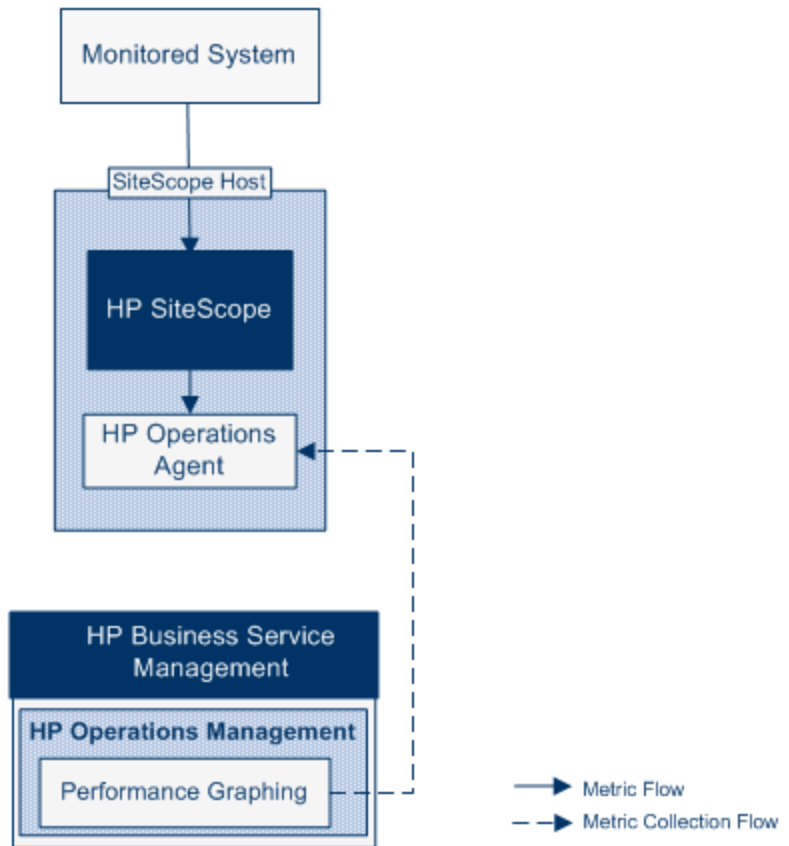 Monitored System
SiteScope Host
HP SiteScope
HP Operations
Agent
HP Business Service
Management
HP Operations Management
Performance Graphing
Metric Flow
Metric Collection Flow